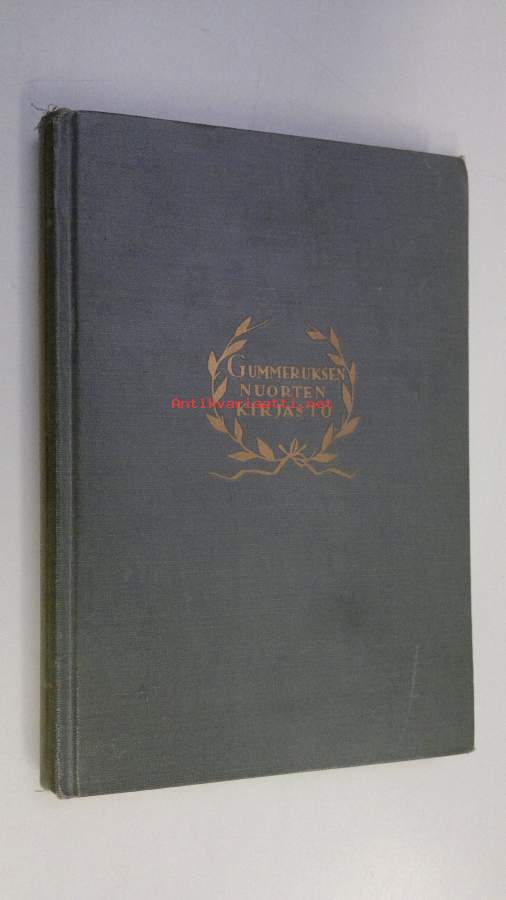 GUMMERUKSEN
NUORTEN
Antikvariaatti.net
KIRJASTO